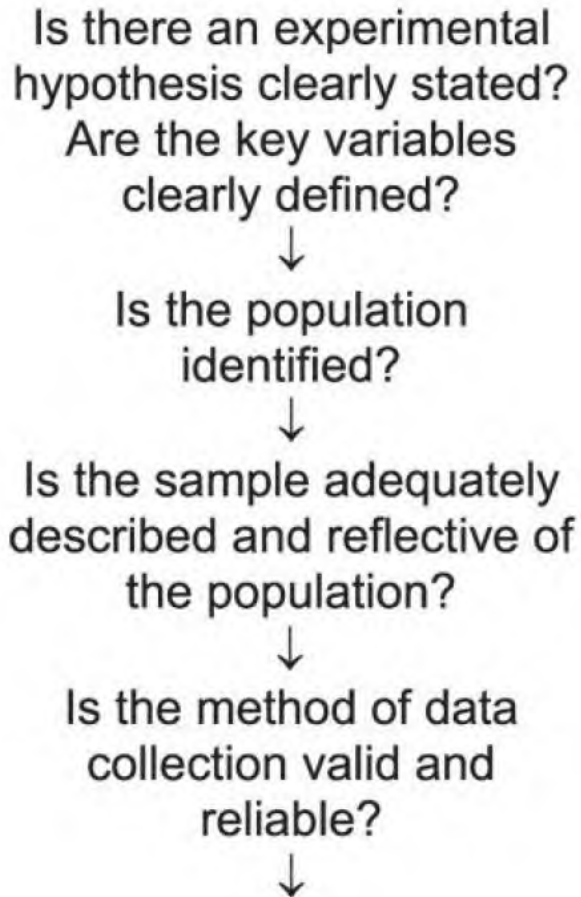 Is there an experimental
hypothesis clearly stated?
Are the key variables
clearly defined?
↓
Is the population
identified?
↓
Is the sample adequately
described and reflective of
the population?
↓
Is the method of data
collection valid and
reliable?
↓